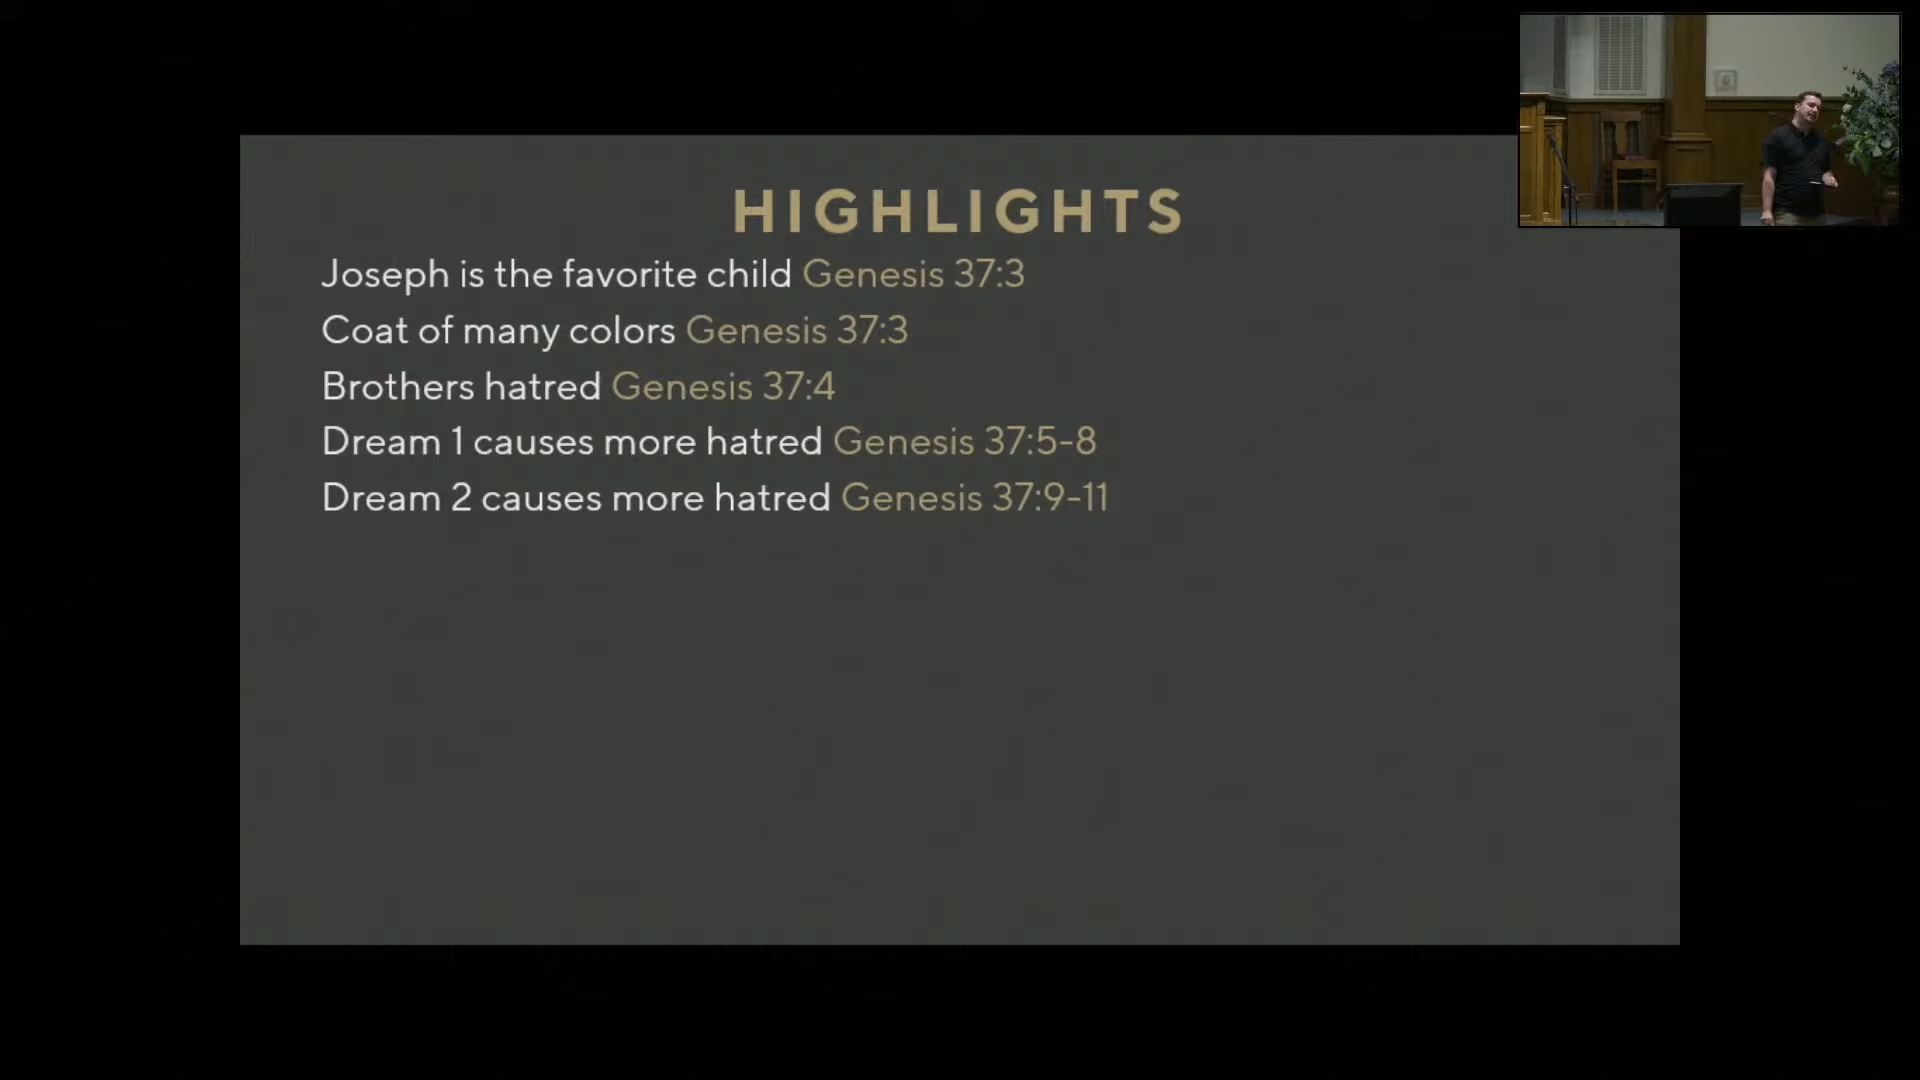 HIGHLIGHTS
Joseph is the favorite child Genesis 37:3
Coat of many colors Genesis 37:3
Brothers hatred Genesis 37:4
Dream 1 causes more hatred Genesis 37:5-8
Dream 2 causes more hatred Genesis 37:9-11